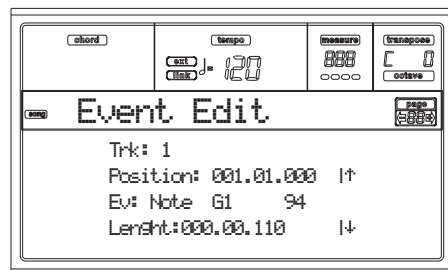 chord tempo measure transpose
ext link ♩= 120 888 C 0
octave
song Event Edit page
Trk: 1
Position: 001.01.000 |↑
Ev: Note G1 94
Lenght:000.00.110 |↓